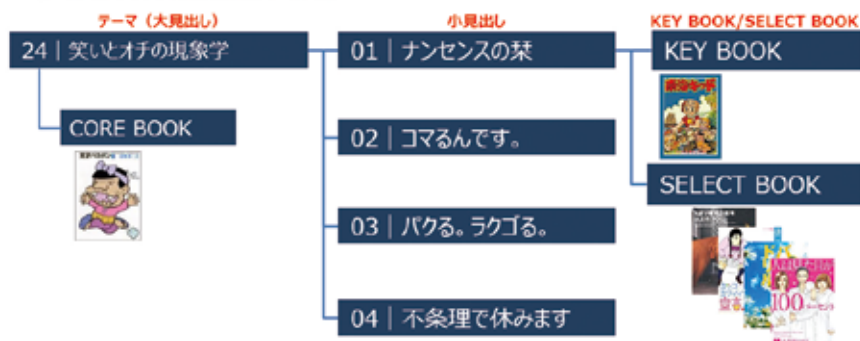 テーマ（大見出し）
小見出し
KEY BOOK/SELECT BOOK
24｜笑いとオチの現象学
01｜ナンセンスの栞
KEY BOOK
CORE BOOK
02｜コマるんです。
SELECT BOOK
03｜パクる。ラクゴる。
04｜不条理で休みます
100